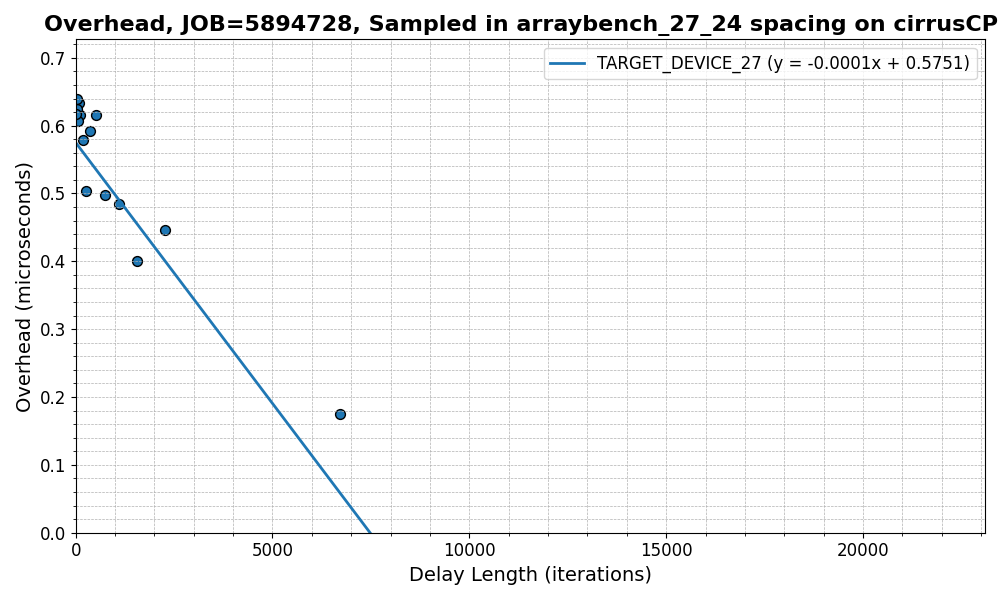 Overhead, JOB=5894728, Sampled in arraybench_27_24 spacing on cirrusCP
TARGET_DEVICE_27 (y = -0.0001x + 0.5751)
0.7
0.6
0.5
0.4
0.3
0.2
0.1
0.0
Overhead (microseconds)
0 5000 10000 15000 20000
Delay Length (iterations)